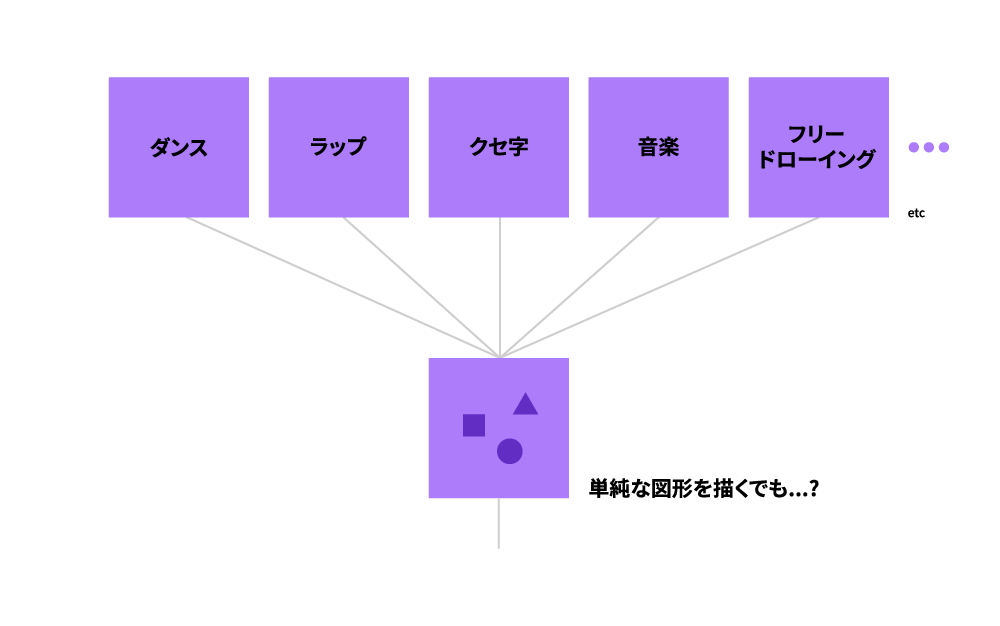 ダンス
ラップ
クセ字
音楽
フリー
ドローイング
etc
単純な図形を描くでも...?